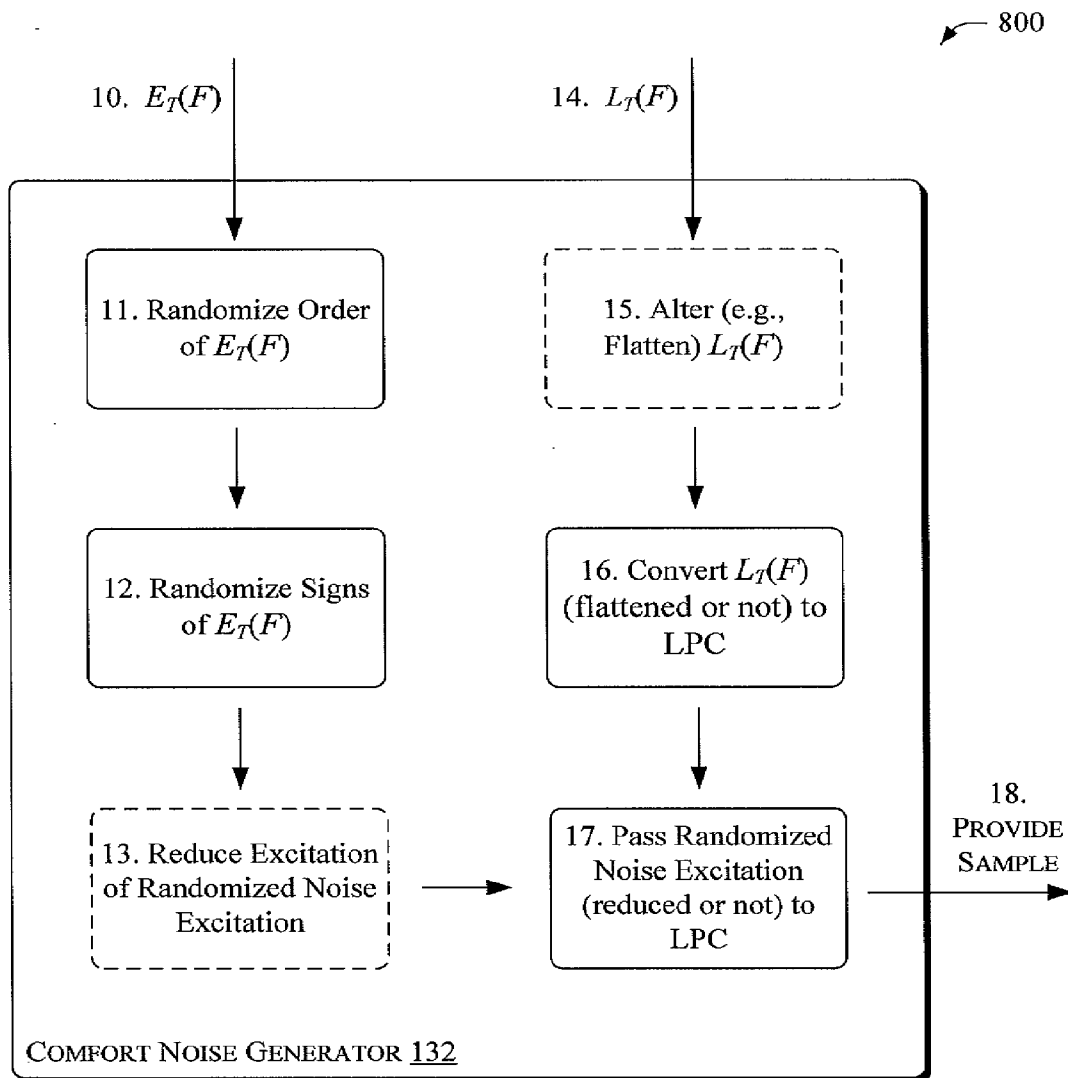 800
10. E_T(F)
14. L_T(F)
11. Randomize Order
of E_T(F)
15. Alter (e.g.,
Flatten) L_T(F)
12. Randomize Signs
of E_T(F)
16. Convert L_T(F)
(flattened or not) to
LPC
13. Reduce Excitation
of Randomized Noise
Excitation
17. Pass Randomized
Noise Excitation
(reduced or not) to
LPC
18.
PROVIDE
SAMPLE
COMFORT NOISE GENERATOR 132